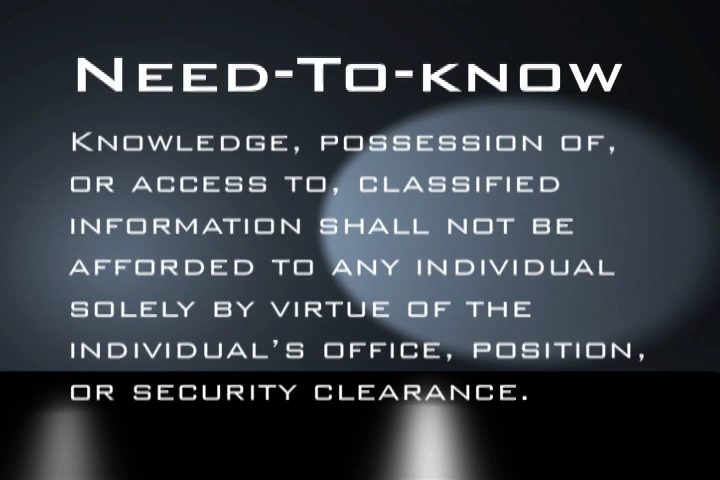 Need-To-know
Knowledge, possession of,
or access to, classified
information shall not be
afforded to any individual
solely by virtue of the
individual's office, position,
or security clearance.